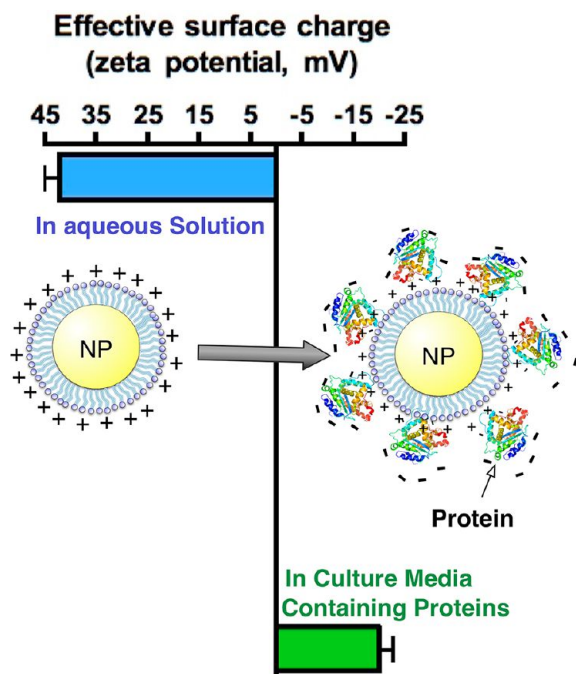 Effective surface charge
(zeta potential, mV)
45 35 25 15 5 -5 -15 -25
In aqueous Solution
NP
NP
Protein
In Culture Media
Containing Proteins